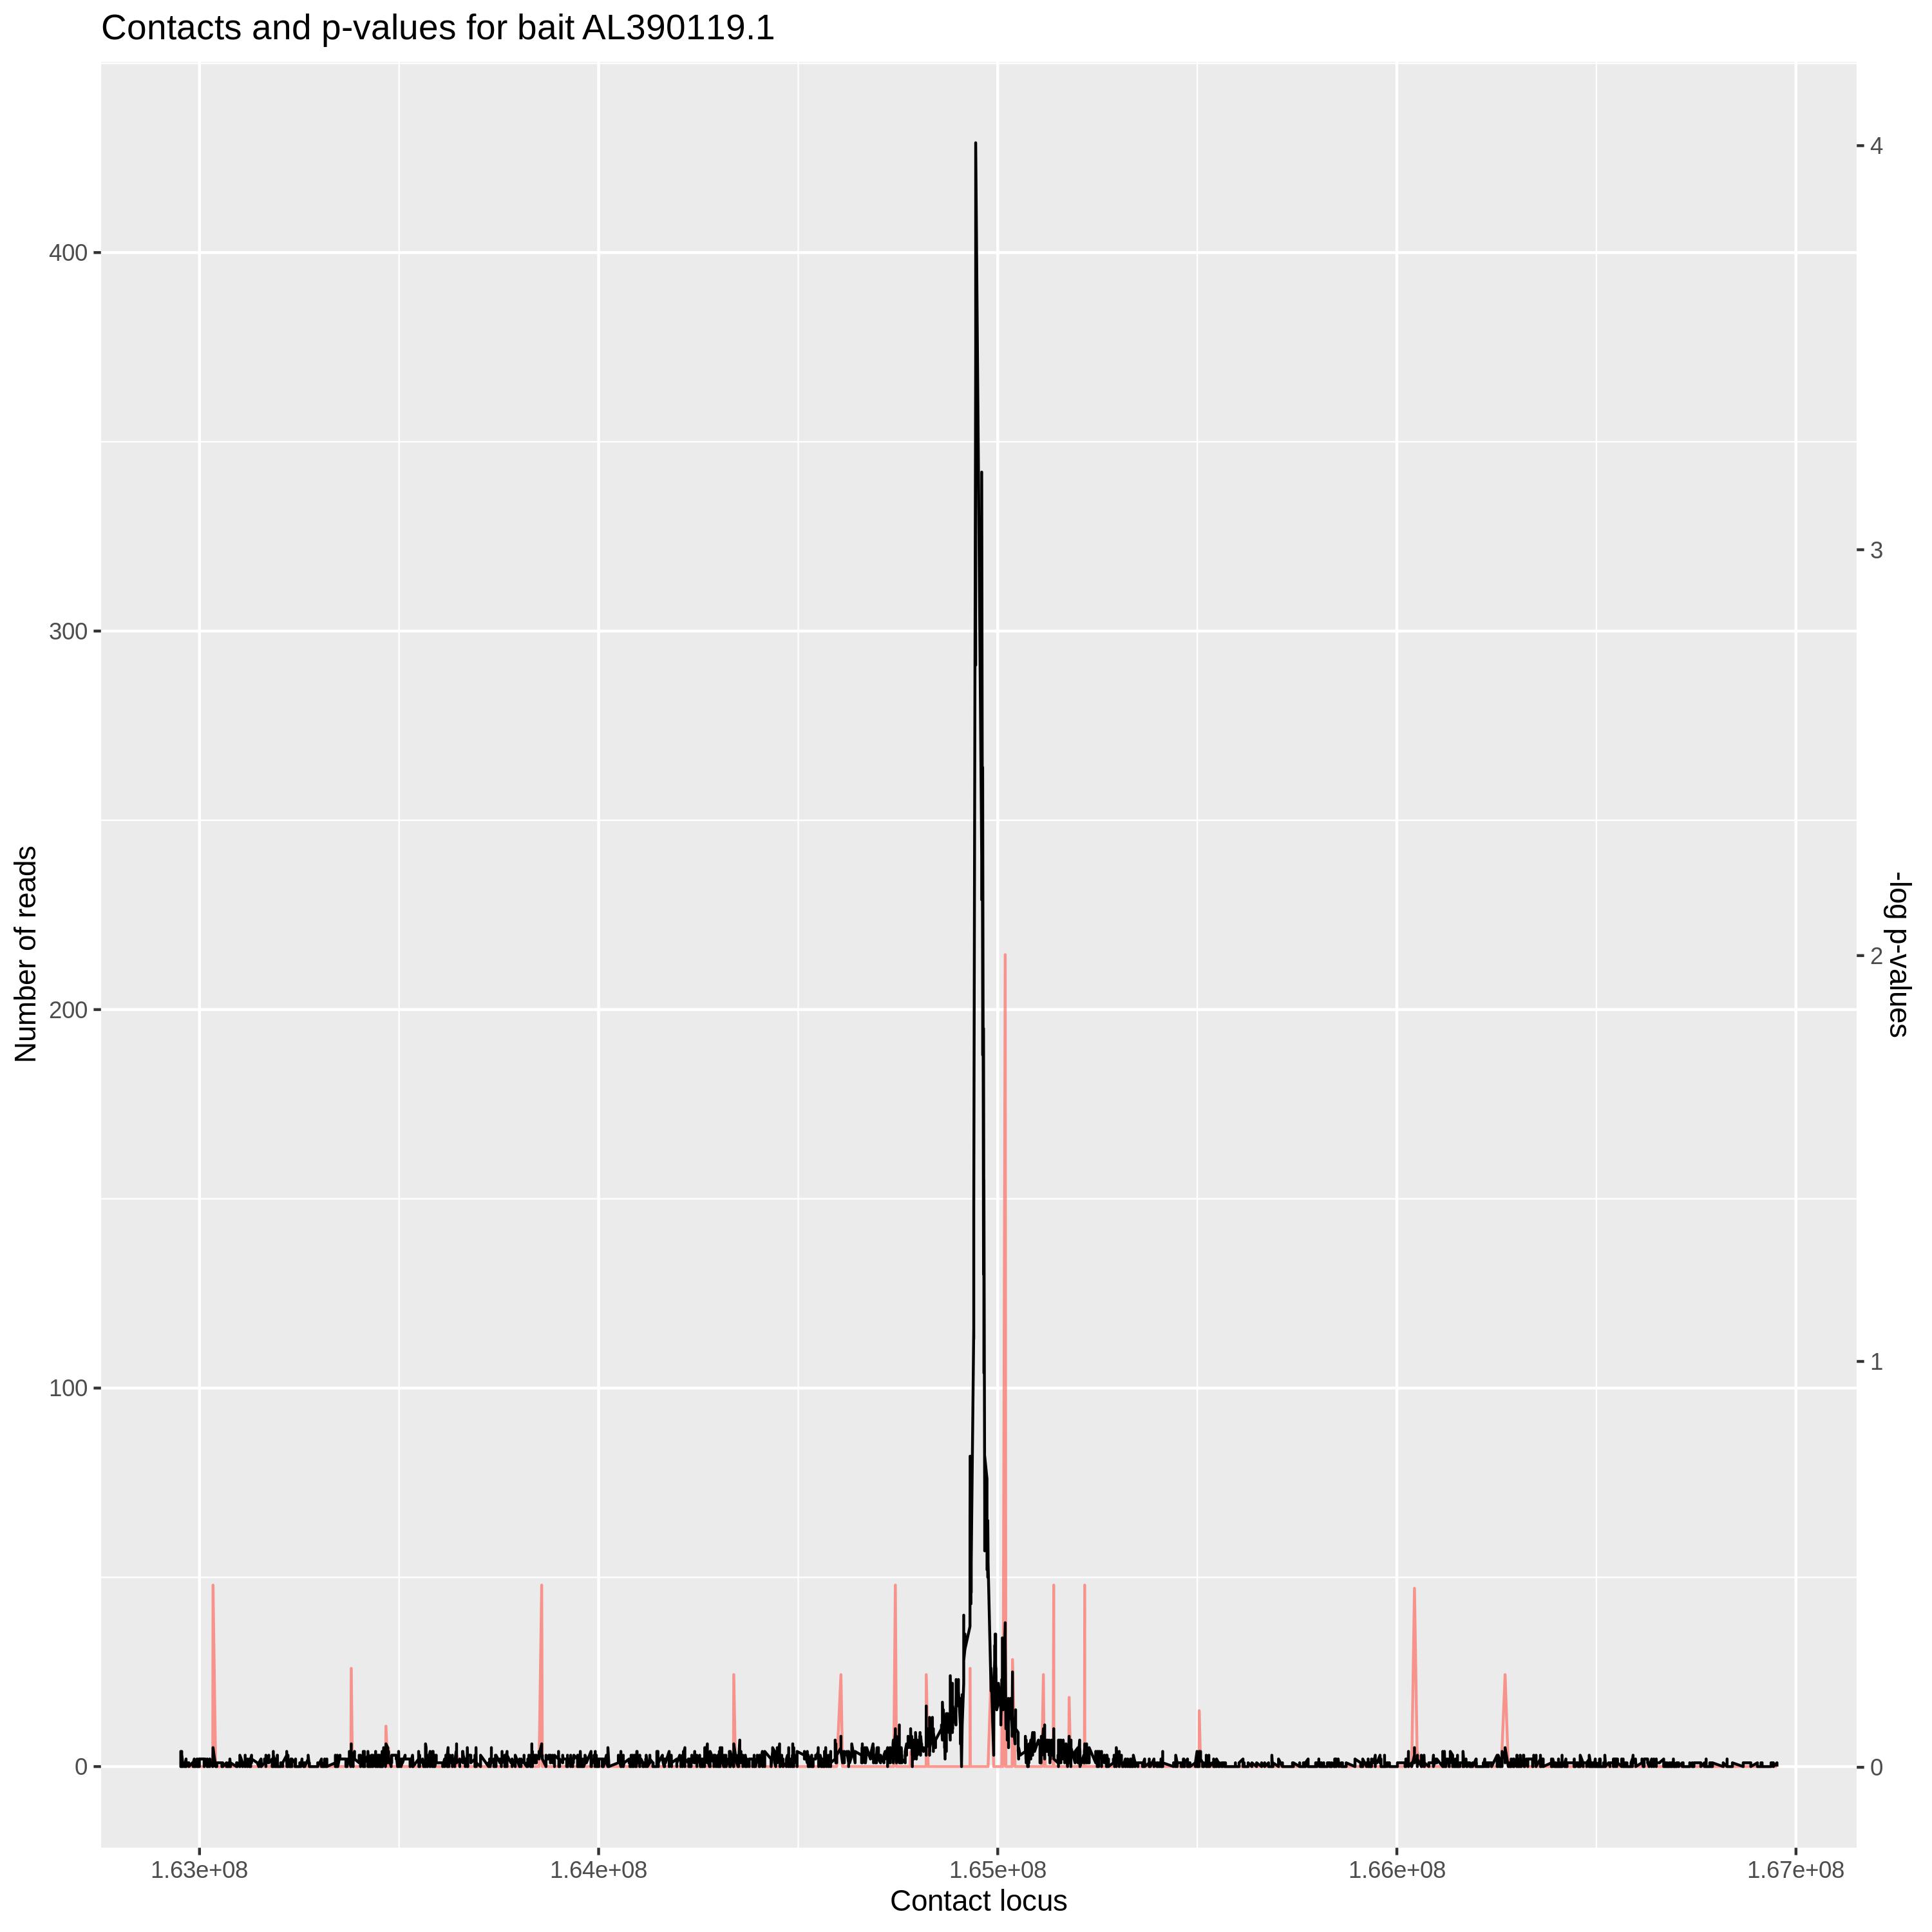 Contacts and p-values for bait AL390119.1
Number of reads
400
300
200
100
0
4
3
2
1
0
-log p-values
1.63e+08 1.64e+08 1.65e+08 1.66e+08 1.67e+08
Contact locus